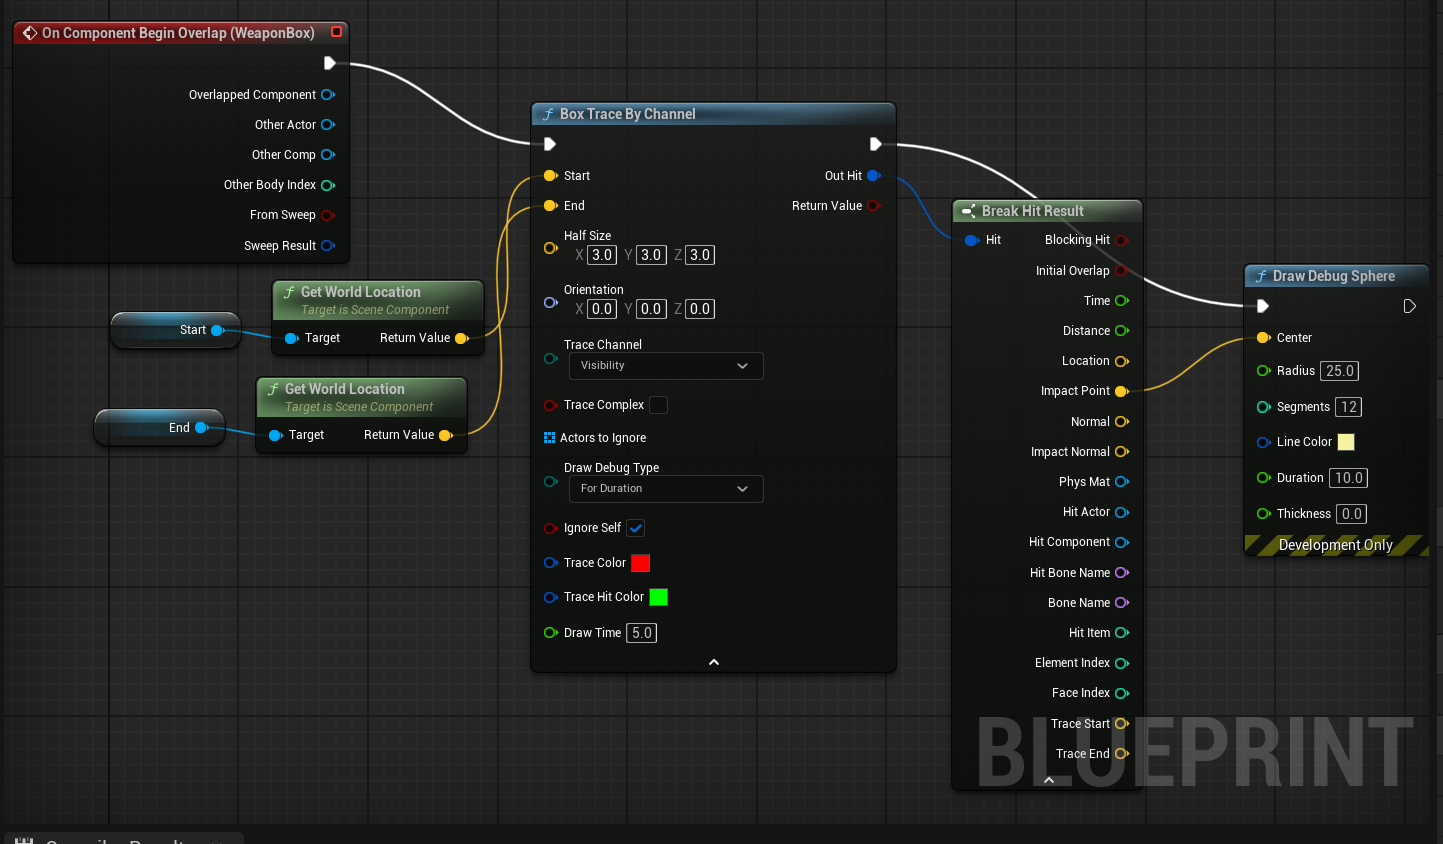 On Component Begin Overlap (WeaponBox)
Overlapped Component
Other Actor
Other Comp
Other Body Index
From Sweep
Sweep Result
Start
Get World Location
Target is Scene Component
Target
Return Value
End
Get World Location
Target is Scene Component
Target
Return Value
Box Trace By Channel
Start
Out Hit
End
Return Value
Half Size
X 3.0 Y 3.0 Z 3.0
Orientation
X 0.0 Y 0.0 Z 0.0
Trace Channel
Visibility
Trace Complex
Actors to Ignore
Draw Debug Type
For Duration
Ignore Self
Trace Color
Trace Hit Color
Draw Time 5.0
Break Hit Result
Hit
Blocking Hit
Initial Overlap
Time
Distance
Location
Impact Point
Normal
Impact Normal
Phys Mat
Hit Actor
Hit Component
Hit Bone Name
Bone Name
Hit Item
Element Index
Face Index
Trace Start
Trace End
Draw Debug Sphere
Center
Radius 25.0
Segments 12
Line Color
Duration 10.0
Thickness 0.0
Development Only
BLUEPRINT